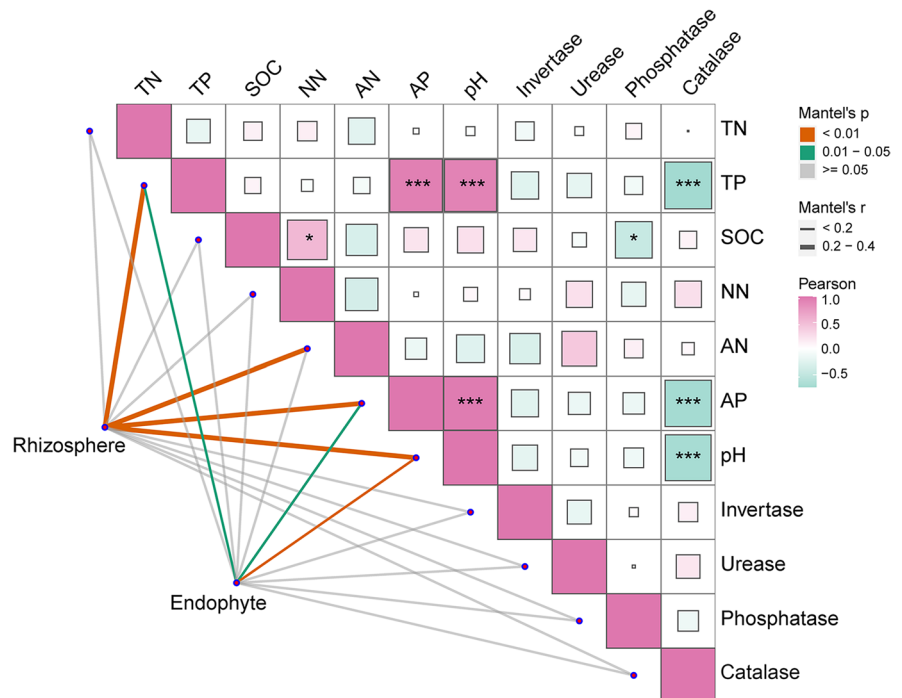 TN TP SOC NN AN AP pH Invertase Urease Phosphatase Catalase
TN
*** *** *** TP
* * SOC
NN
AN
*** *** AP
*** pH
Invertase
Urease
Phosphatase
Catalase
Rhizosphere
Endophyte
Mantel's p
< 0.01
0.01 − 0.05
>= 0.05
Mantel's r
< 0.2
0.2 − 0.4
Pearson
1.0
0.5
0.0
−0.5